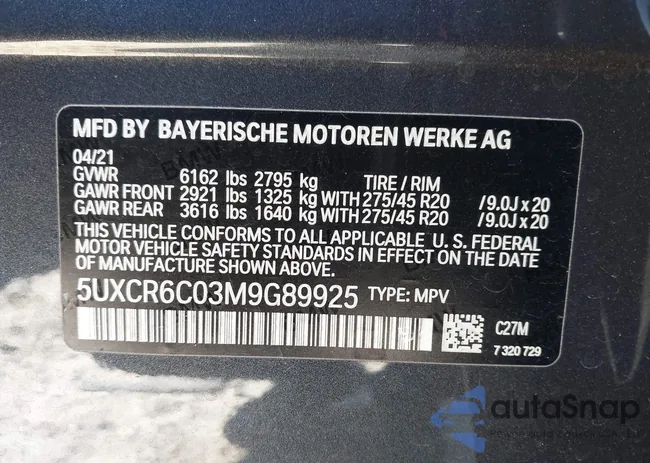 MFD BY BAYERISCHE MOTOREN WERKE AG
04/21
GVWR 6162 lbs 2795 kg TIRE / RIM
GAWR FRONT 2921 lbs 1325 kg WITH 275/45 R20 /9.0J x 20
GAWR REAR 3616 lbs 1640 kg WITH 275/45 R20 /9.0J x 20
THIS VEHICLE CONFORMS TO ALL APPLICABLE U. S. FEDERAL
MOTOR VEHICLE SAFETY STANDARDS IN EFFECT ON THE DATE
OF MANUFACTURE SHOWN ABOVE.
5UXCR6C03M9G89925 TYPE: MPV
C27M
7 320 729
autoSnap